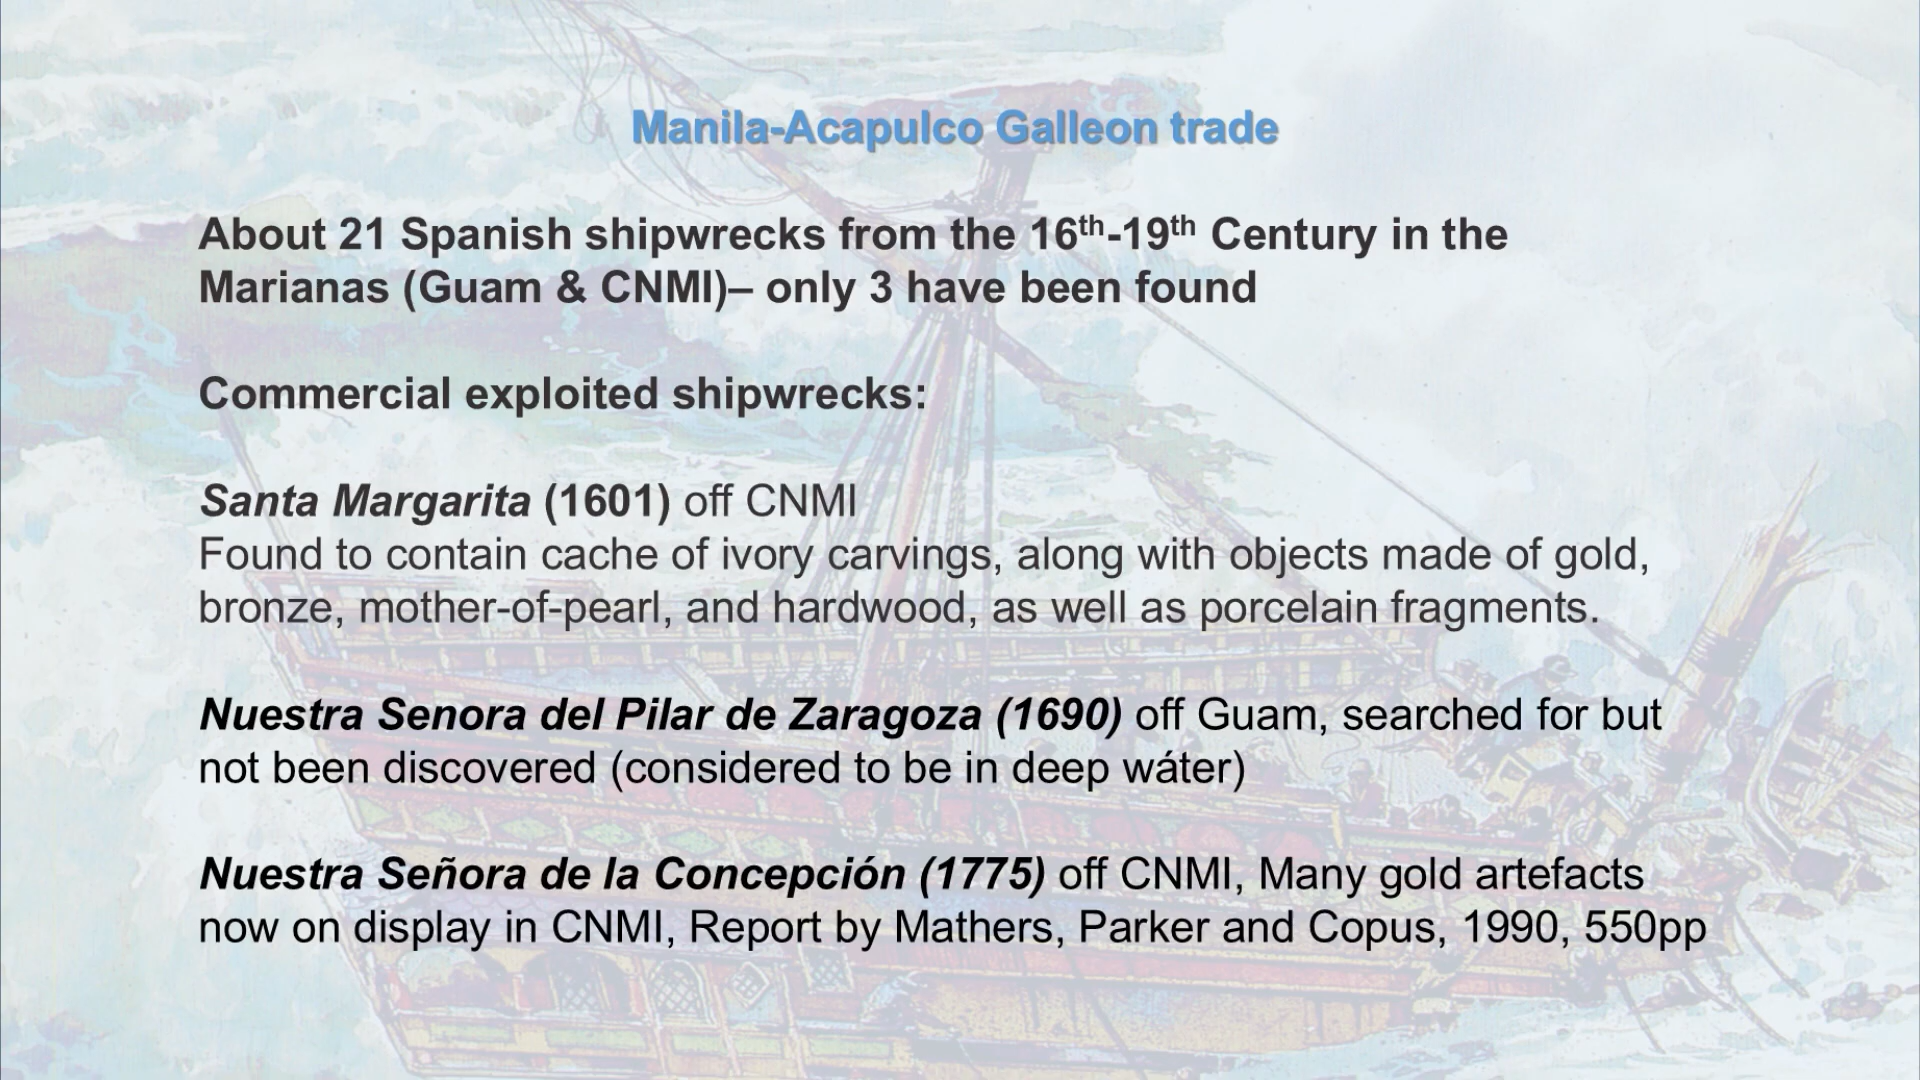 Manila-Acapulco Galleon trade
About 21 Spanish shipwrecks from the 16th-19th Century in the
Marianas (Guam & CNMI)– only 3 have been found
Commercial exploited shipwrecks:
Santa Margarita (1601) off CNMI
Found to contain cache of ivory carvings, along with objects made of gold,
bronze, mother-of-pearl, and hardwood, as well as porcelain fragments.
Nuestra Senora del Pilar de Zaragoza (1690) off Guam, searched for but
not been discovered (considered to be in deep wáter)
Nuestra Señora de la Concepción (1775) off CNMI, Many gold artefacts
now on display in CNMI, Report by Mathers, Parker and Copus, 1990, 550pp